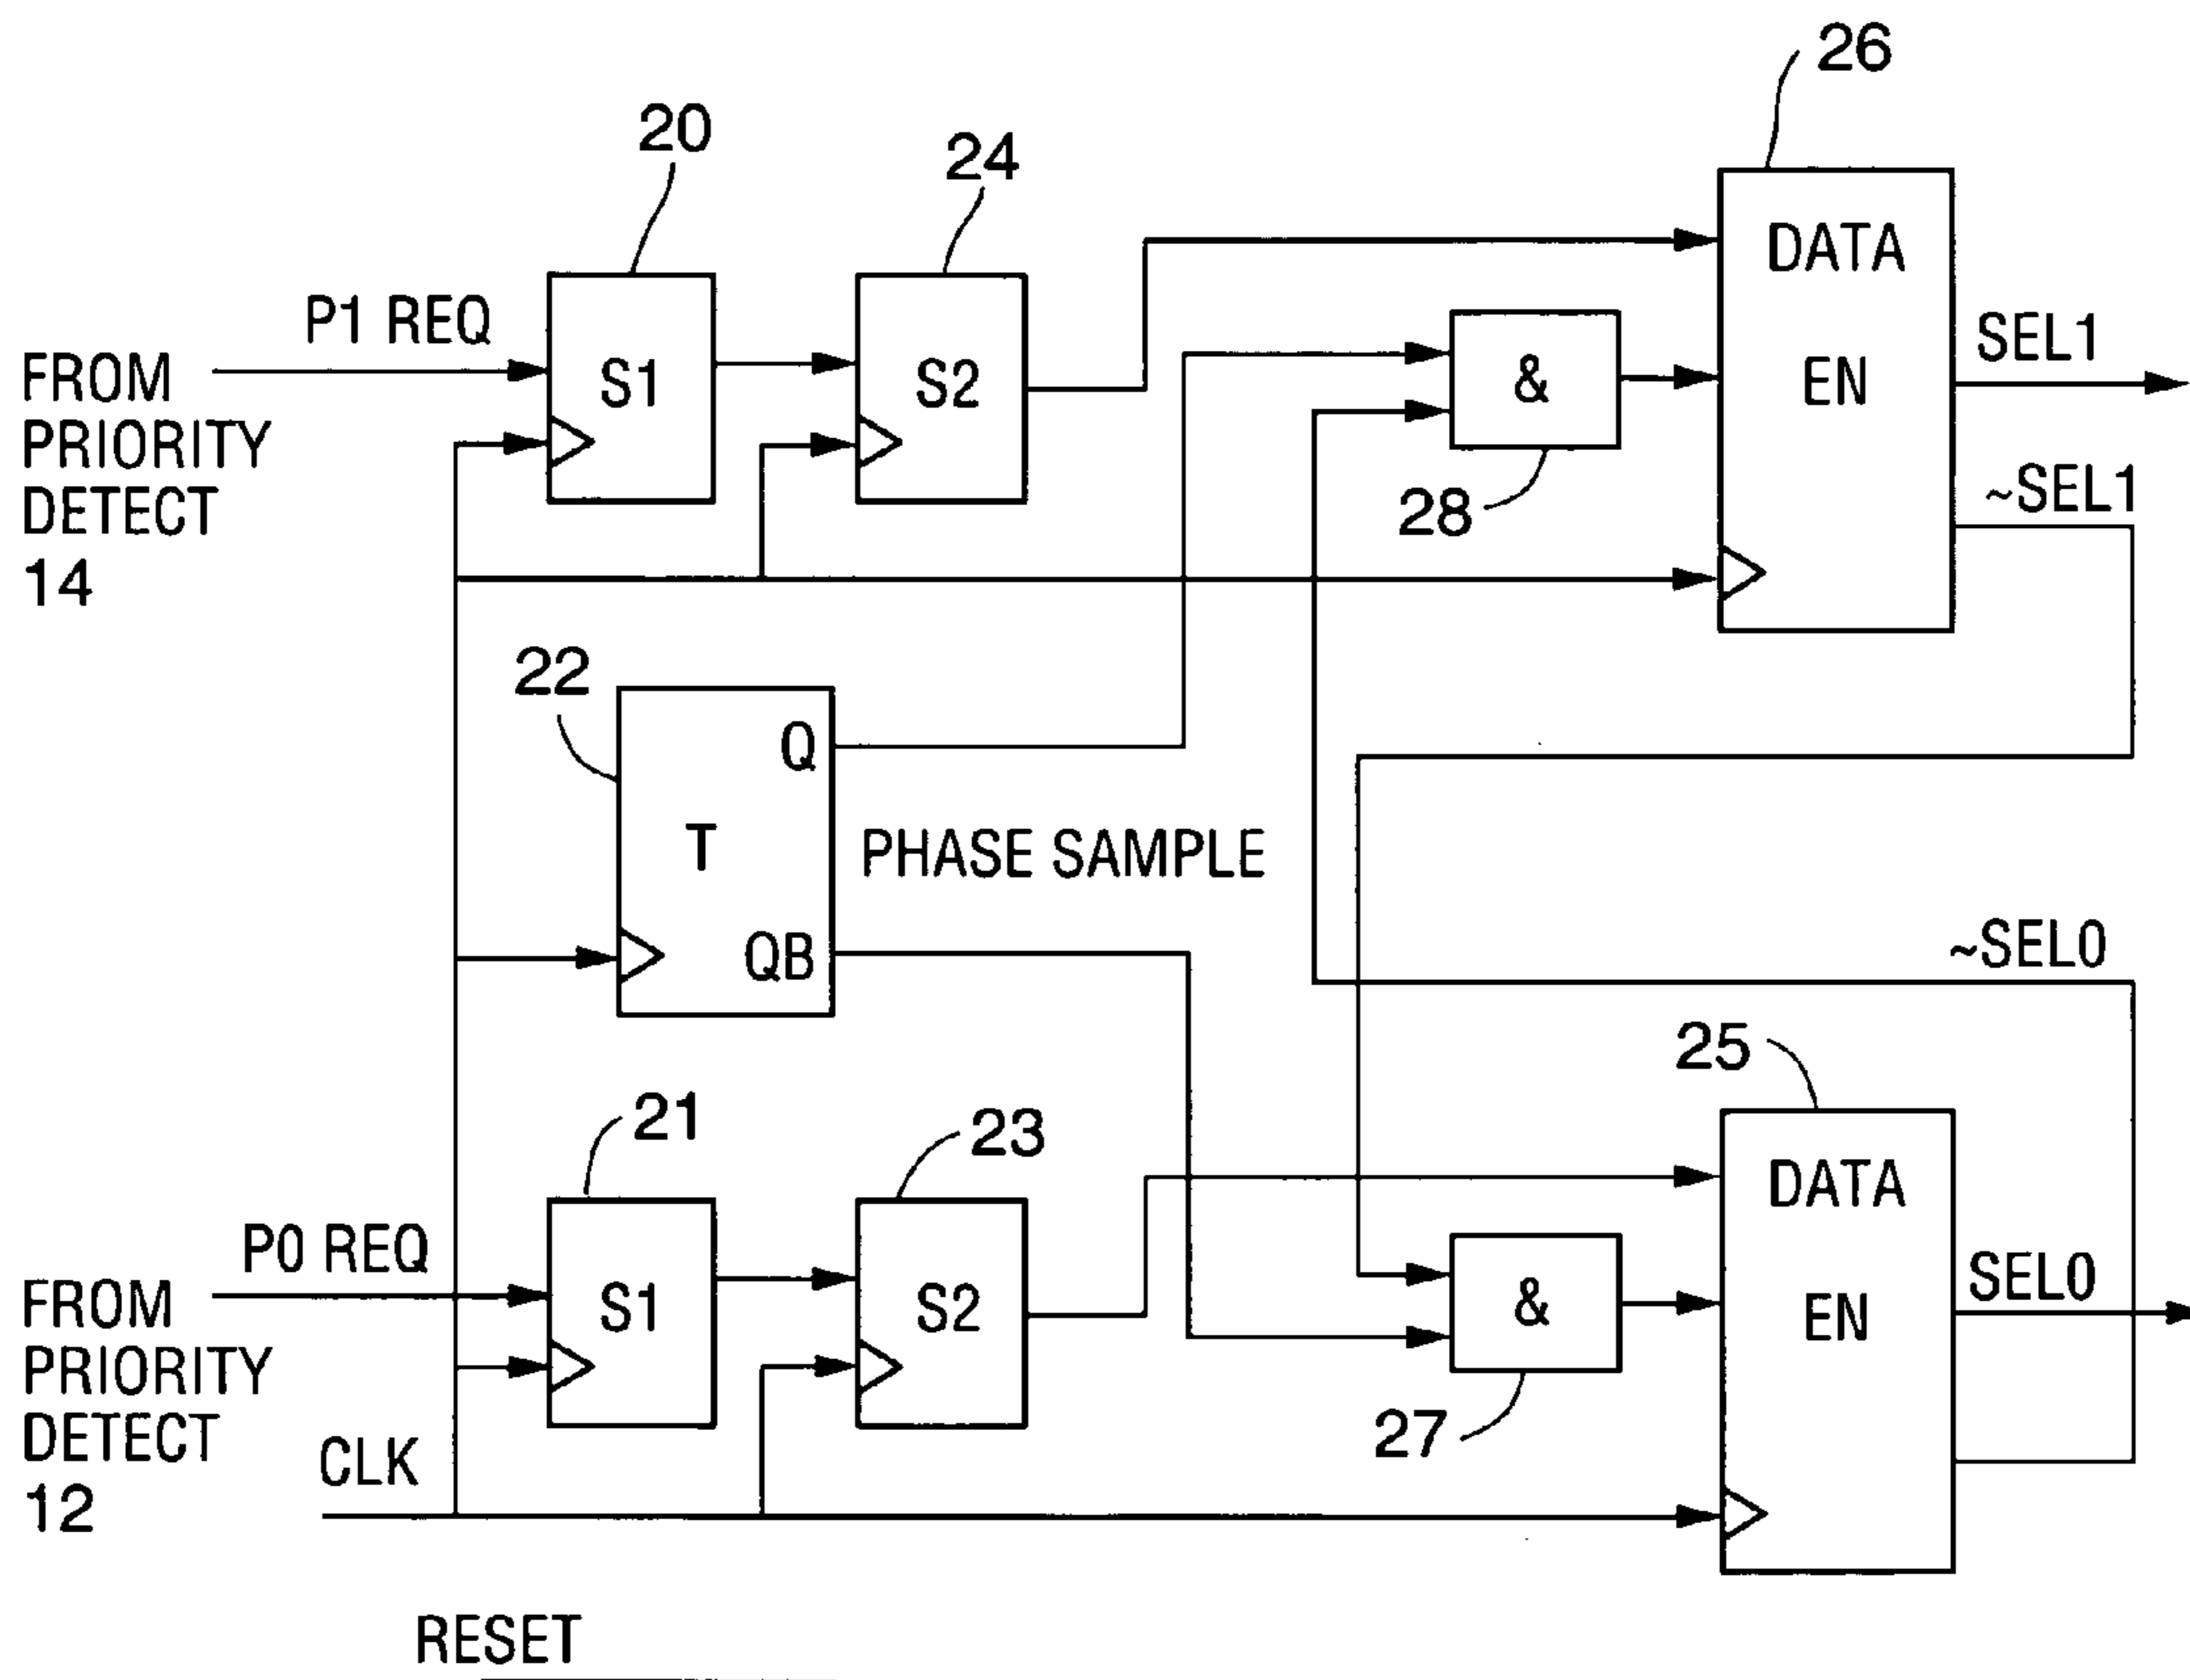 26
20
24
DATA
P1 REQ
SEL1
FROM
PRIORITY
DETECT
14
S1
S2
&
EN
28
~SEL1
22
Q
T
PHASE SAMPLE
QB
~SEL0
25
21
23
DATA
P0 REQ
SEL0
FROM
PRIORITY
DETECT
12
S1
S2
&
EN
27
CLK
RESET